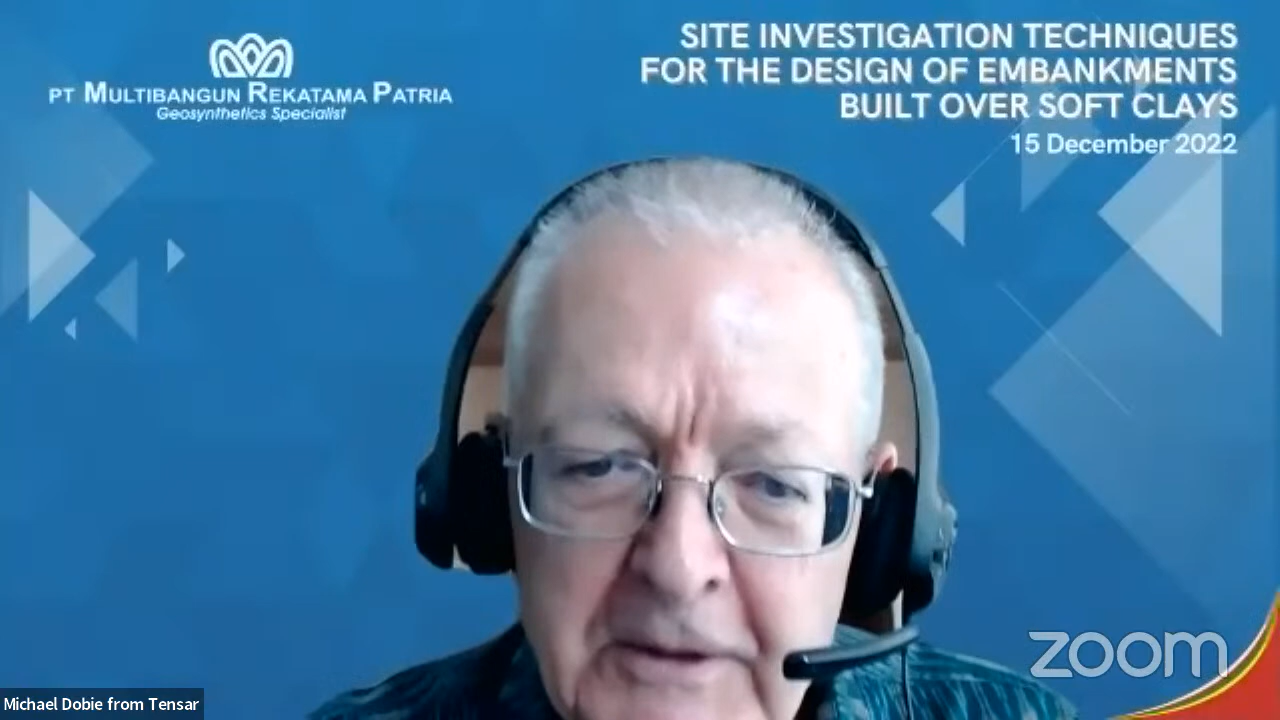 PT MULTIBANGUN REKATAMA PATRIA
Geosynthetics Specialist
SITE INVESTIGATION TECHNIQUES
FOR THE DESIGN OF EMBANKMENTS
BUILT OVER SOFT CLAYS
15 December 2022
zoom
Michael Dobie from Tensar